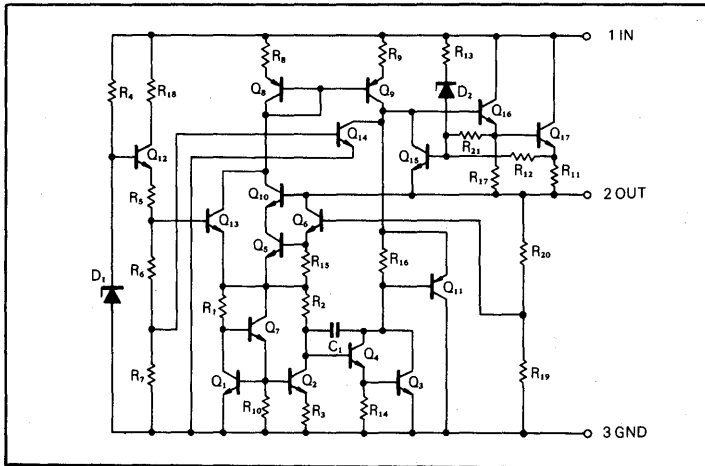 1 IN
R8
R9
R13
R4
R18
Q8
Q9
D2
Q16
Q14
Q17
Q12
R21
Q15
R12
R11
R17
R5
Q10
2 OUT
Q6
Q13
Q5
R20
R15
R16
D1
R6
Q11
R1
R2
Q7
C1
Q4
R7
Q1
Q2
Q3
R19
R10
R3
R14
3 GND